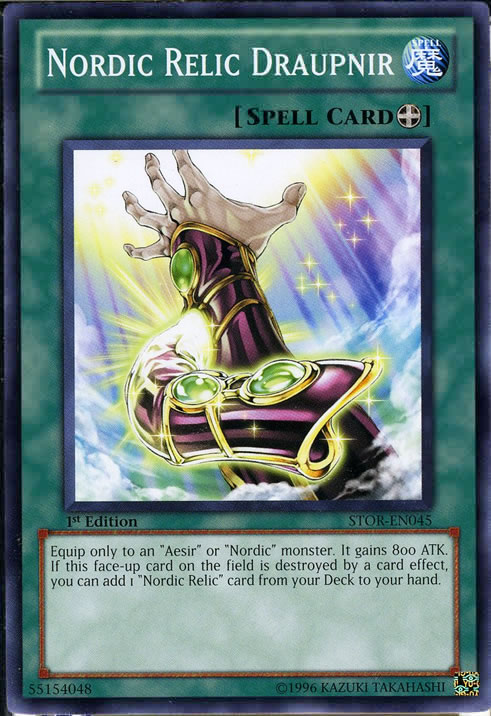 NORDIC RELIC DRAUPNIR
SPELL
魔
[SPELL CARD]
1st Edition
STOR-EN045
Equip only to an "Aesir" or "Nordic" monster. It gains 800 ATK.
If this face-up card on the field is destroyed by a card effect,
you can add 1 "Nordic Relic" card from your Deck to your hand.
55154048
©1996 KAZUKI TAKAHASHI